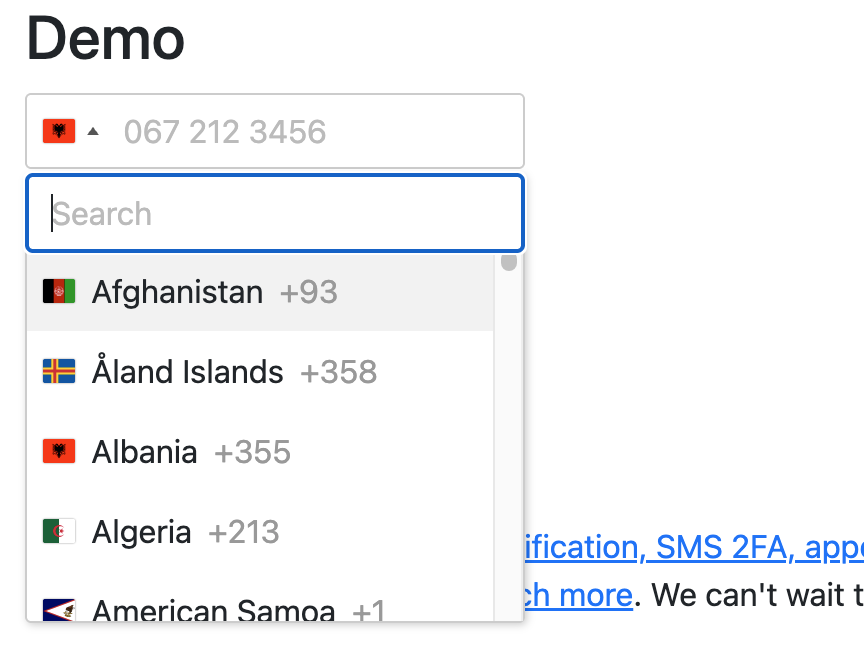 Demo
067 212 3456
Search
Afghanistan +93
Åland Islands +358
Albania +355
Algeria +213
American Samoa +1
ification, SMS 2FA, appo
ch more. We can't wait t